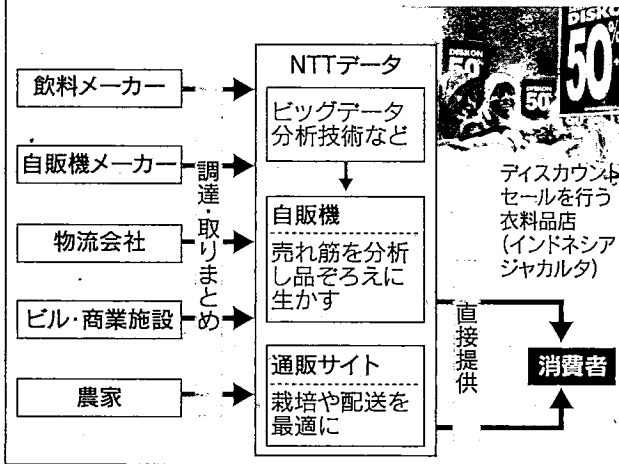 飲料メーカー
自販機メーカー
物流会社
ビル・商業施設
農家
調達・取りまとめ
NTTデータ
ビッグデータ
分析技術など
自販機
売れ筋を分析
し品ぞろえに
生かす
通販サイト
栽培や配送を
最適に
直接提供
消費者
DISKON
50%
DISKON
50
50
ディスカウント
セールを行う
衣料品店
(インドネシア
ジャカルタ)